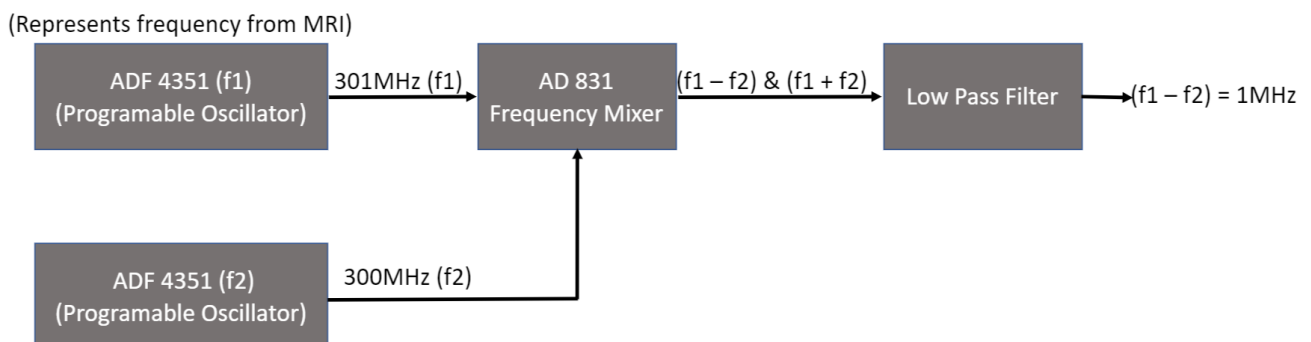 (Represents frequency from MRI)
ADF 4351 (f1)
(Programable Oscillator)
301MHz (f1)
AD 831
Frequency Mixer
(f1 – f2) & (f1 + f2)
Low Pass Filter
(f1 – f2) = 1MHz
ADF 4351 (f2)
(Programable Oscillator)
300MHz (f2)